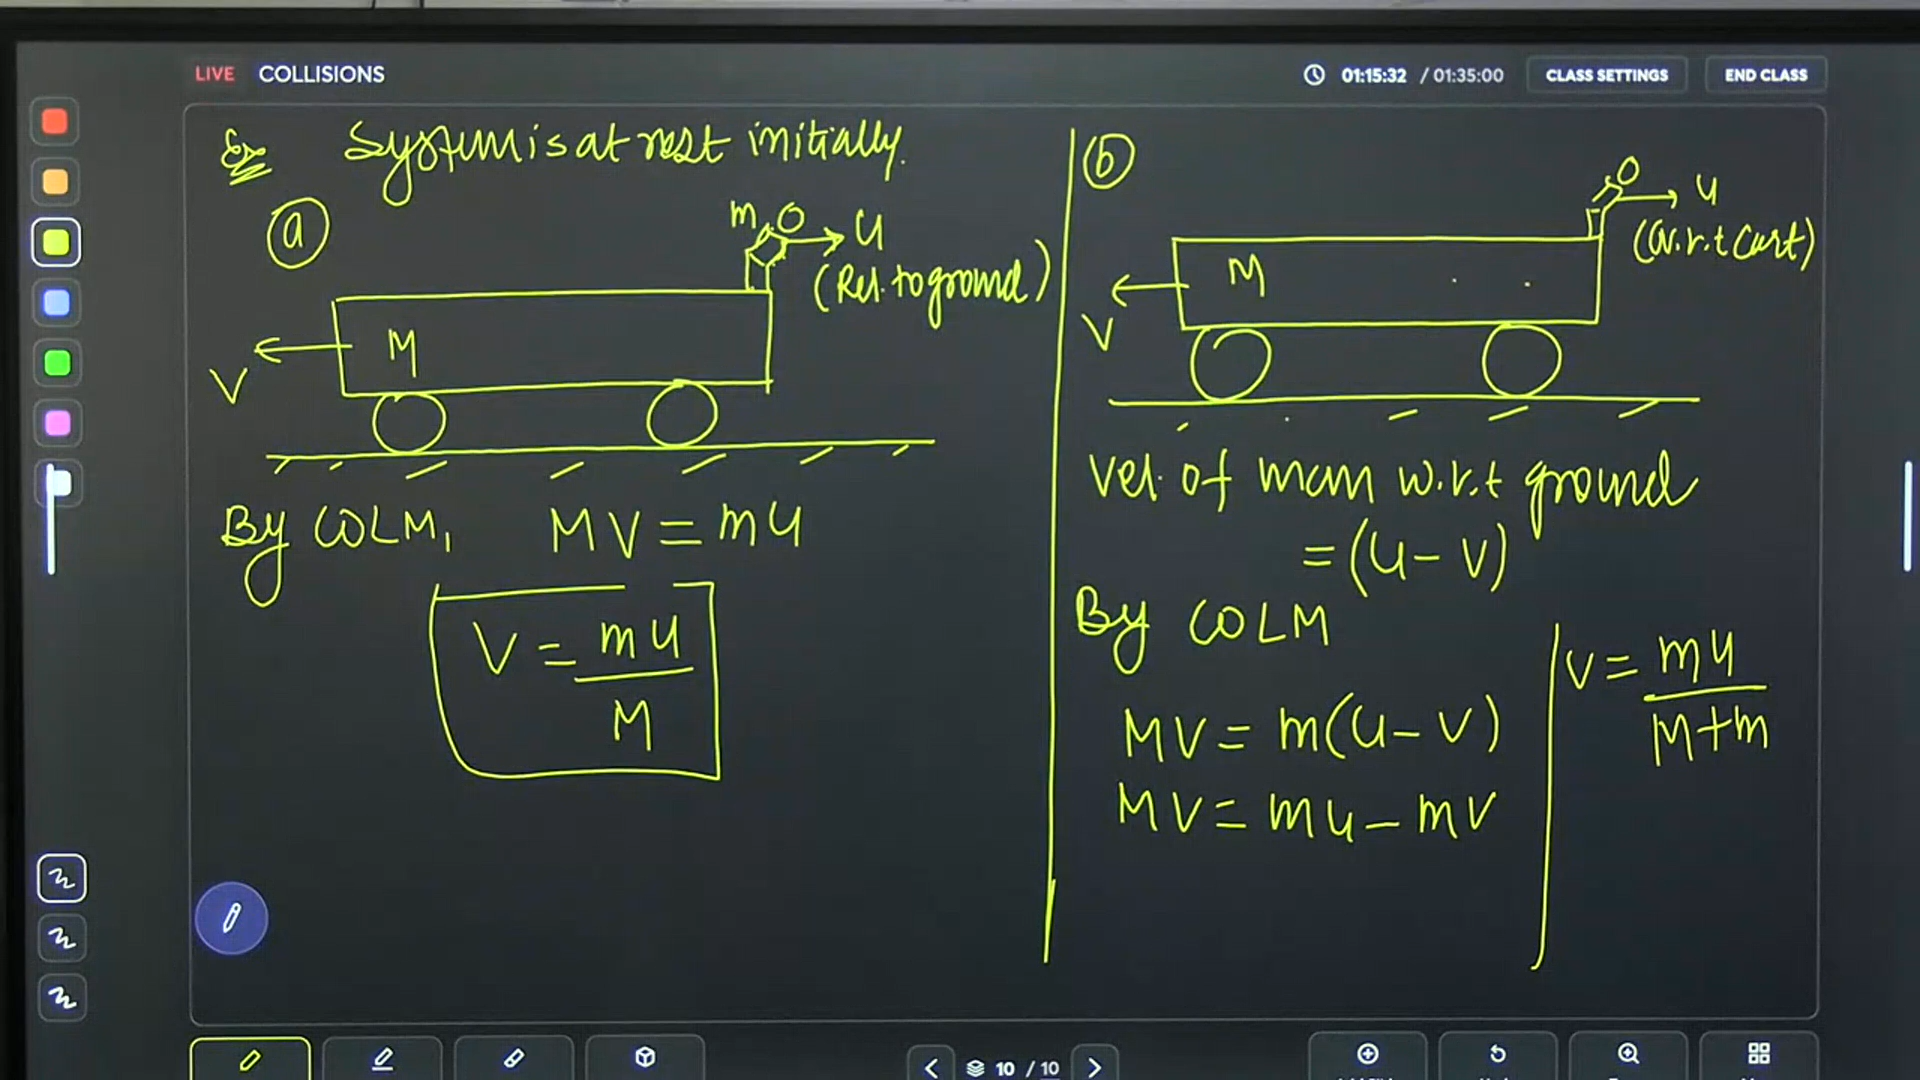 LIVE COLLISIONS
01:15:32 / 01:35:00 CLASS SETTINGS END CLASS
Ex System is at rest initially.
(a)
m
u
(Rel. to ground)
M
V
By COLM, MV = mu
V = mu/M
(b)
u
(w.r.t Cart)
M
V
Vel. of man w.r.t ground
= (u - v)
By COLM
MV = m(u - v)
MV = mu - mv
V = mu/M+m
10 / 10